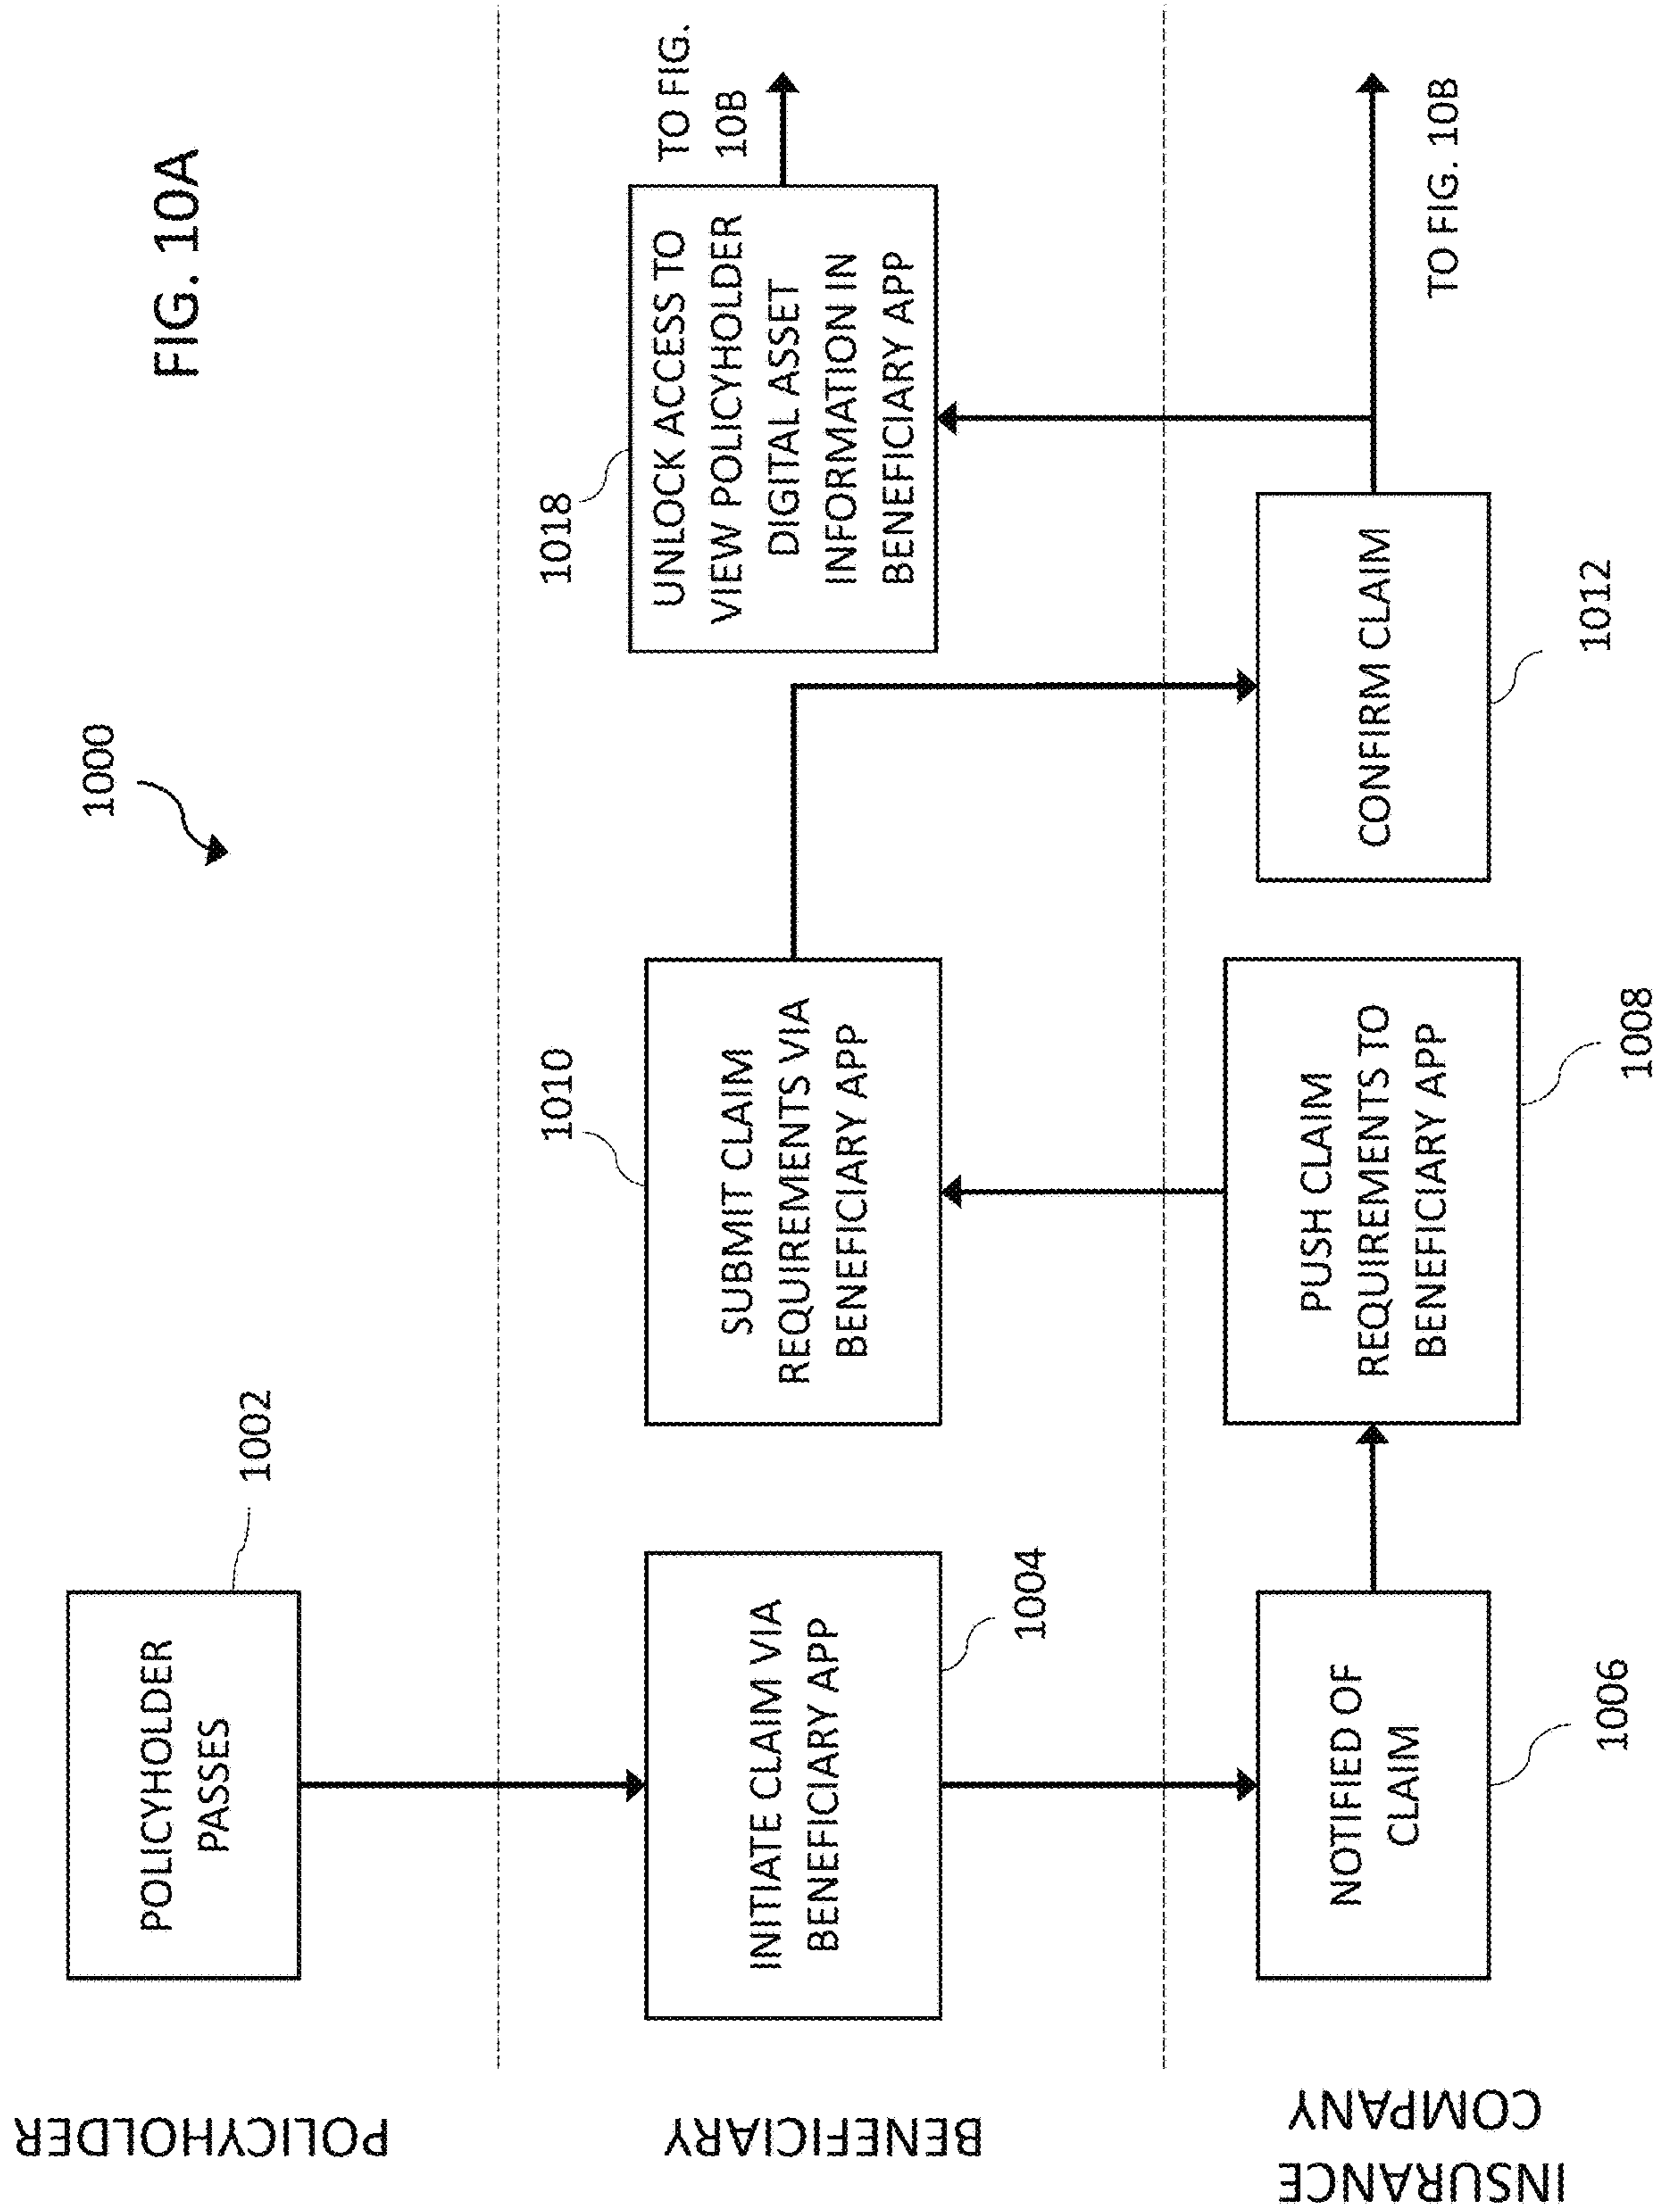 FIG. 10A
1000
POLICYHOLDER
POLICYHOLDER
PASSES
1002
BENEFICIARY
INITIATE CLAIM VIA
BENEFICIARY APP
1004
1010
SUBMIT CLAIM
REQUIREMENTS VIA
BENEFICIARY APP
1018
UNLOCK ACCESS TO
VIEW POLICYHOLDER
DIGITAL ASSET
INFORMATION IN
BENEFICIARY APP
TO FIG.
10B
INSURANCE
COMPANY
NOTIFIED OF
CLAIM
1006
PUSH CLAIM
REQUIREMENTS TO
BENEFICIARY APP
1008
CONFIRM CLAIM
1012
TO FIG. 10B